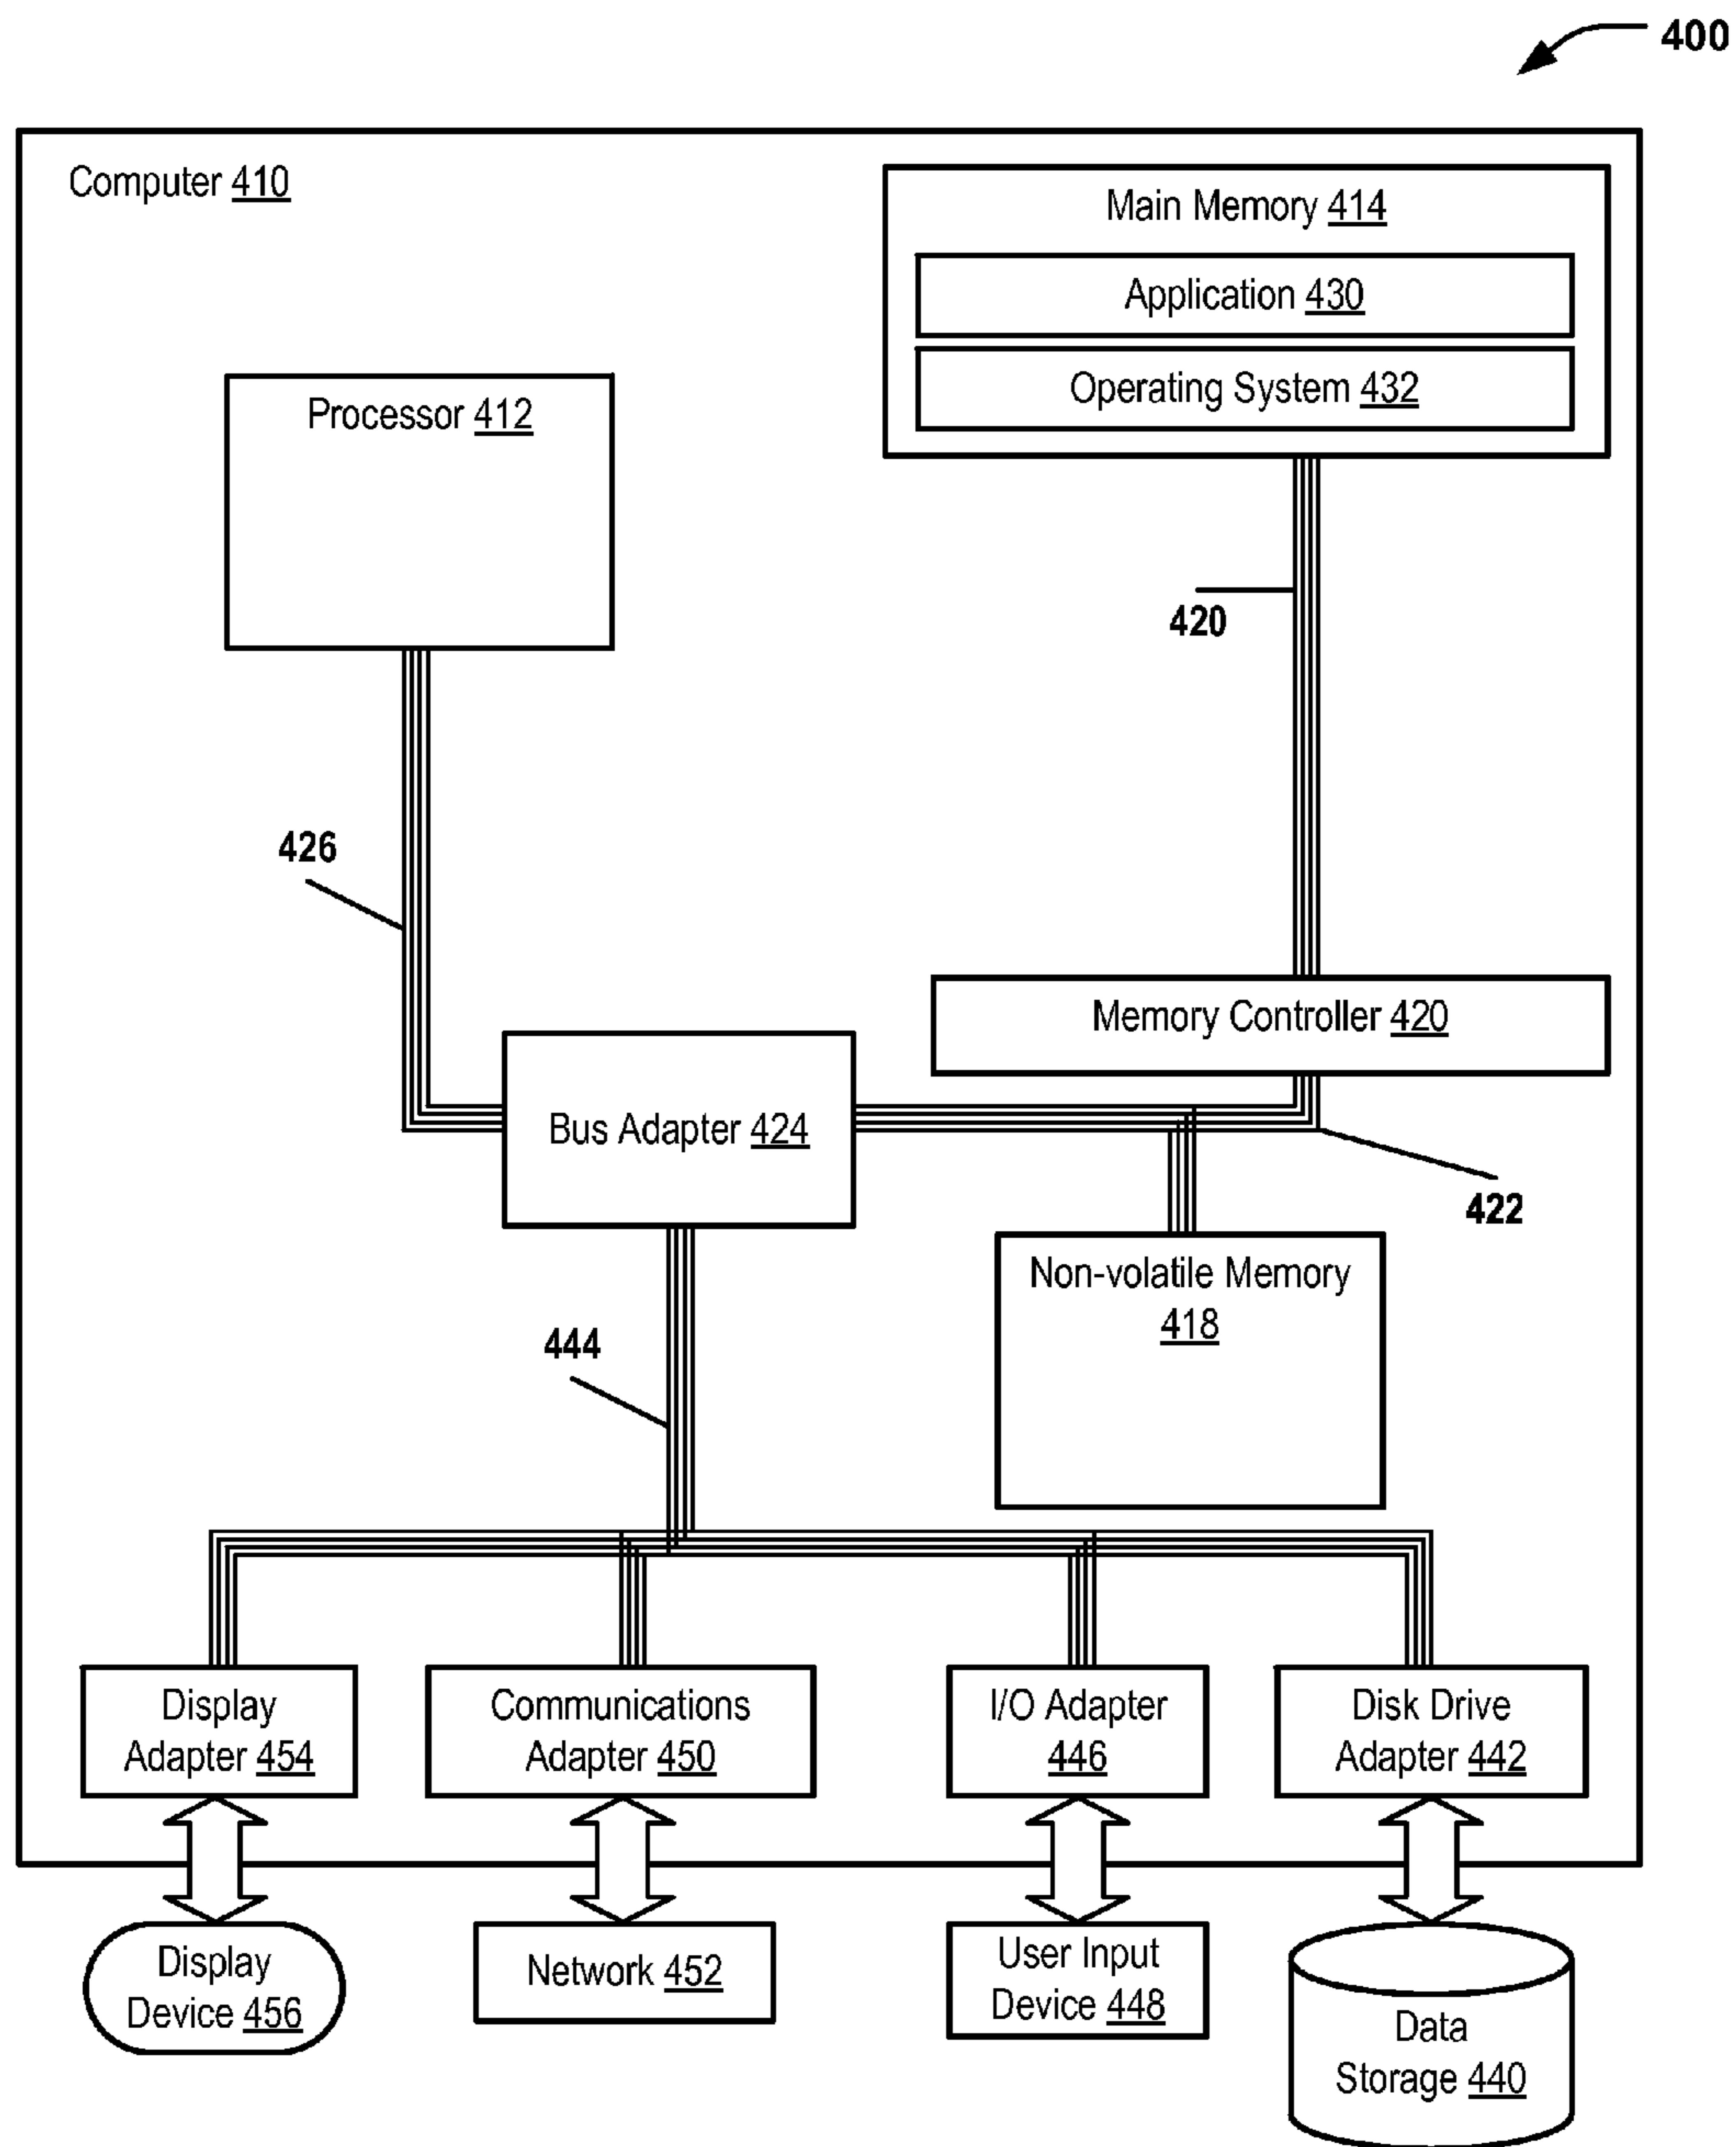 400
Computer 410
Main Memory 414
Application 430
Operating System 432
Processor 412
420
426
Memory Controller 420
Bus Adapter 424
422
Non-volatile Memory
418
444
Display
Adapter 454
Communications
Adapter 450
I/O Adapter
446
Disk Drive
Adapter 442
Display
Device 456
Network 452
User Input
Device 448
Data
Storage 440